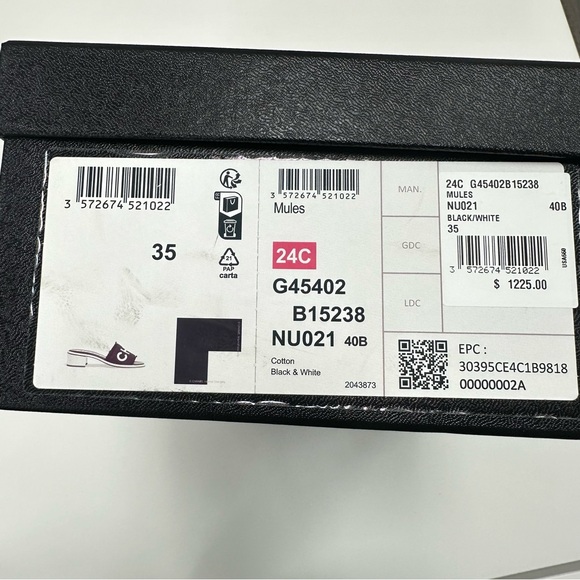 3 572674 521022
35
21
PAP
carta
3 572674 521022
Mules
24C
G45402
B15238
NU021 40B
Cotton
Black & White
2043873
MAN.
GDC
LDC
24C G45402B15238
MULES
NU021 40B
BLACK/WHITE
35
3 572674 521022
USA668
$ 1225.00
EPC :
30395CE4C1B9818
00000002A